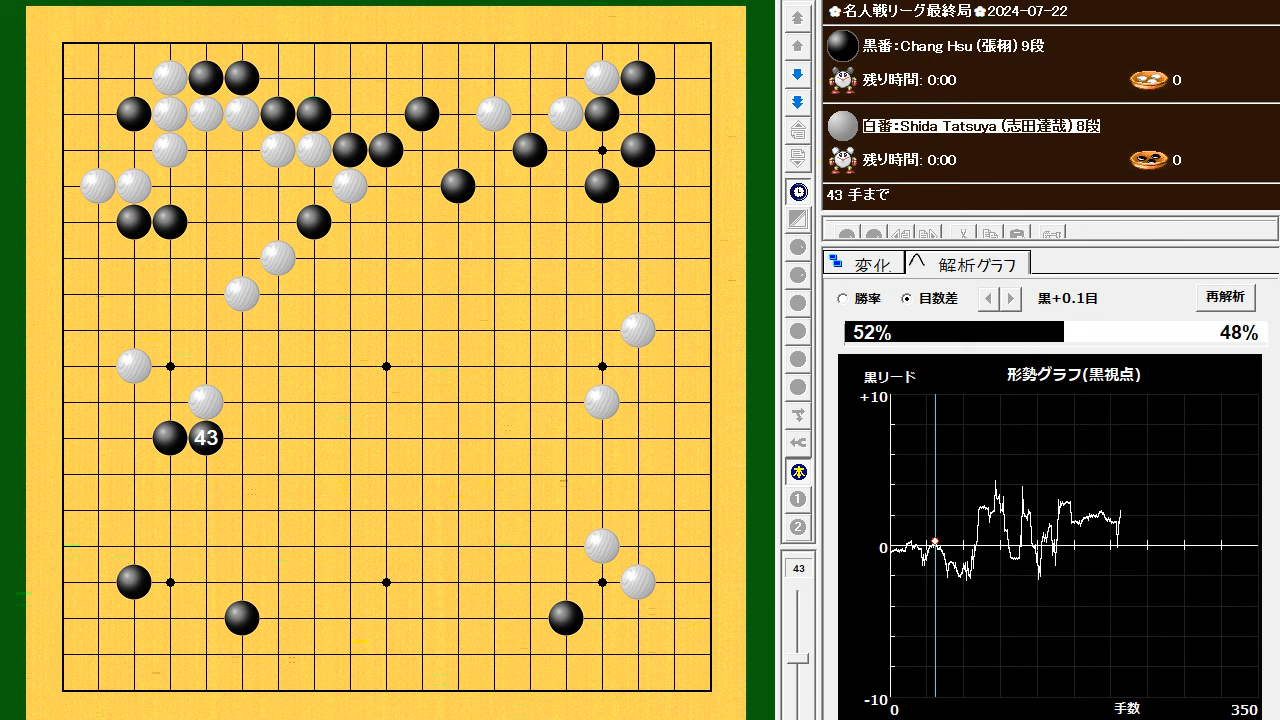 名人戦リーグ最終局 2024-07-22
黒番:Chang Hsu (張栩) 9段
残り時間: 0:00 0
白番:Shida Tatsuya (志田達哉) 8段
残り時間: 0:00 0
43 手まで
変化 解析グラフ
勝率 目数差 黒+0.1目 再解析
52% 48%
黒リード 形勢グラフ(黒視点)
+10
0
-10
0 手数 350
43
本
1
2
43